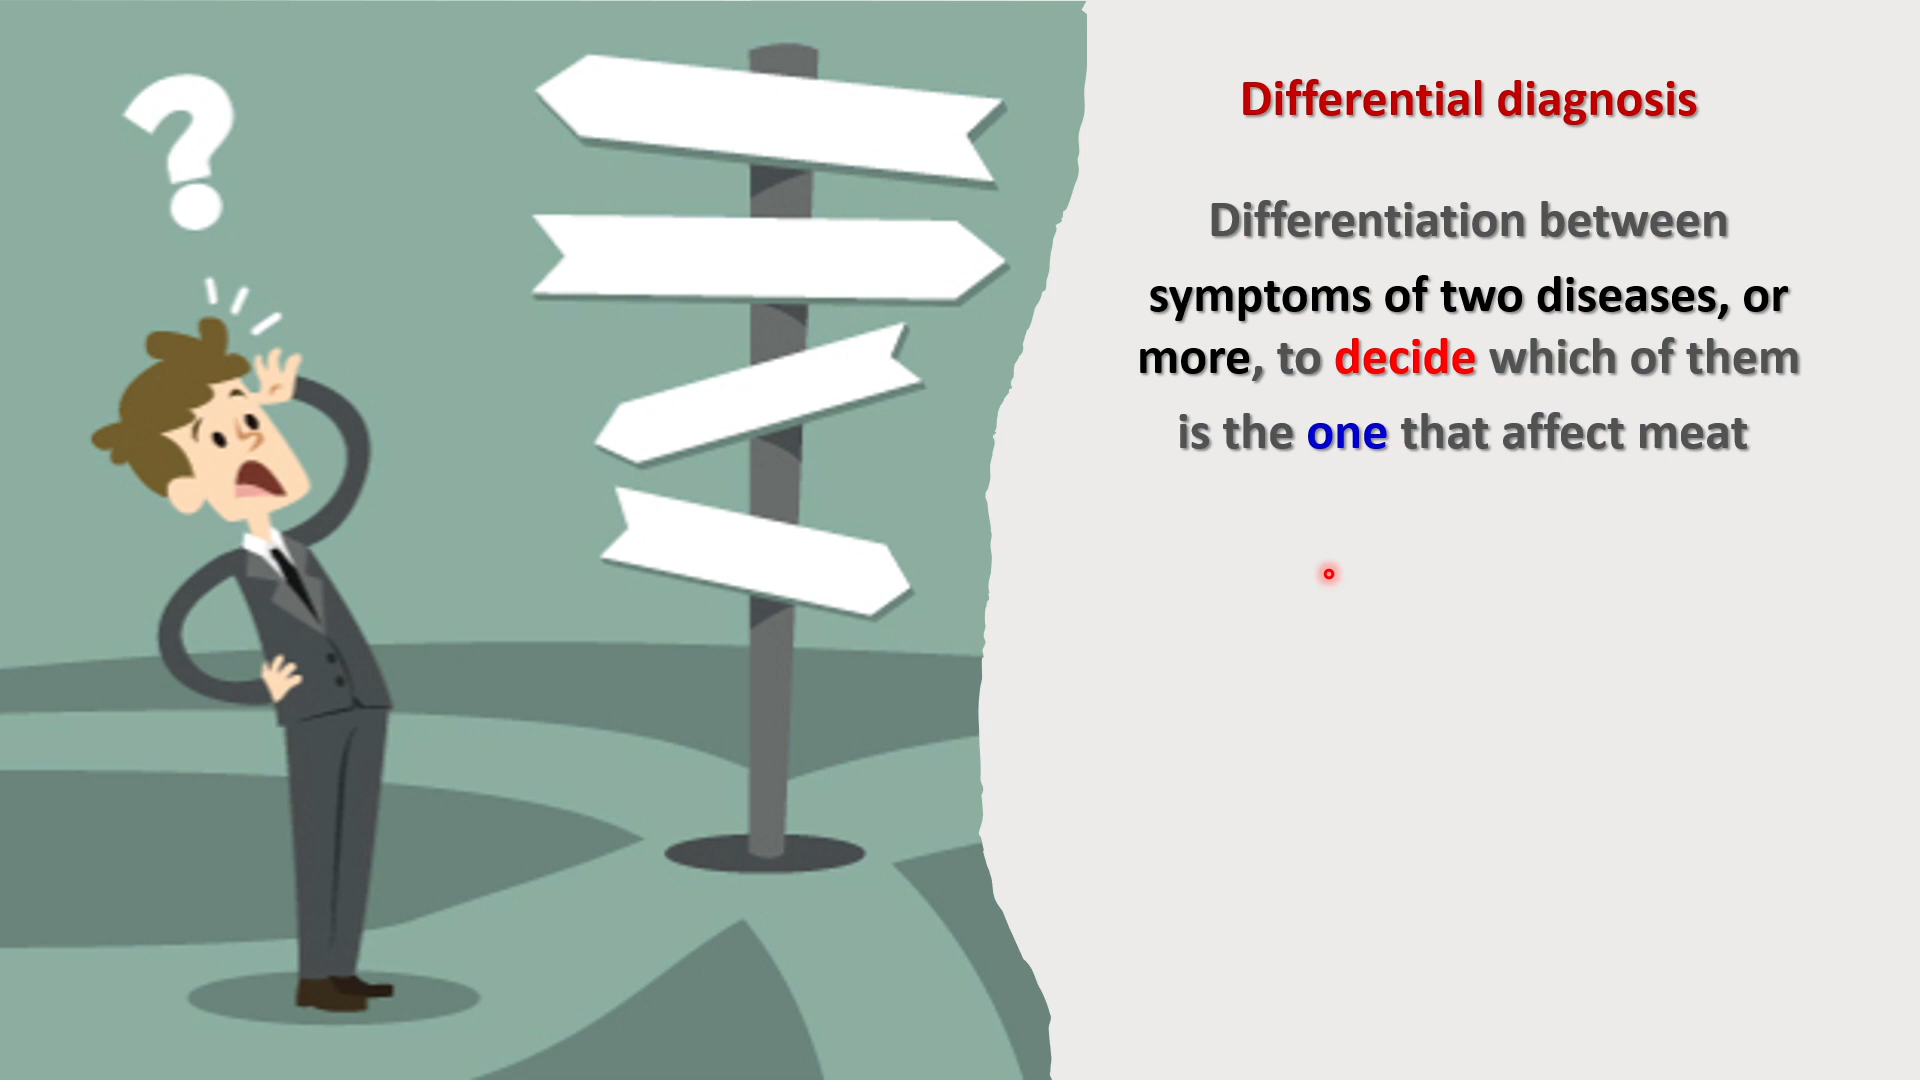 Differential diagnosis
Differentiation between
symptoms of two diseases, or
more, to decide which of them
is the one that affect meat